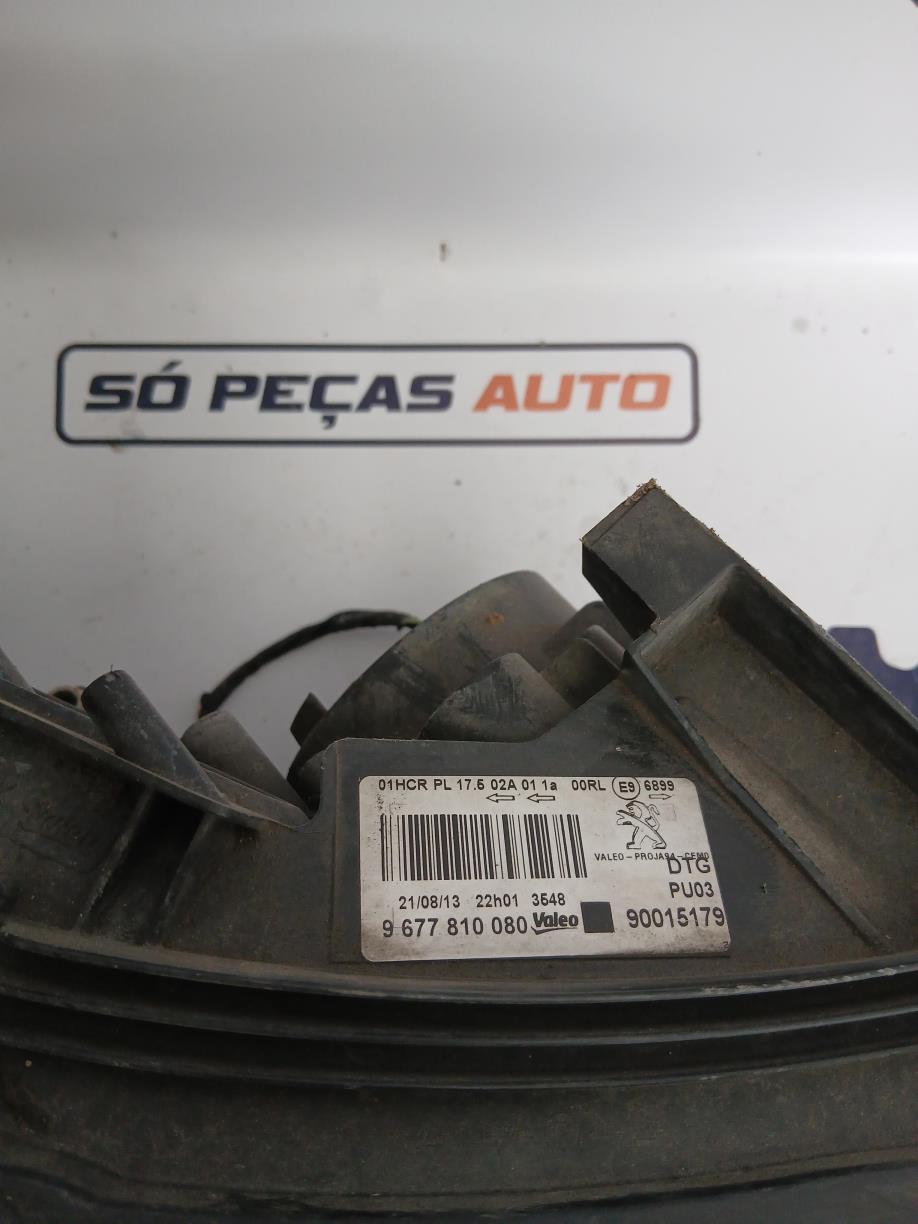 SÓ PEÇAS AUTO
01HCR PL 17.5 02A 01 1a 00RL E9 6899
VALEO-PROJA94-CEMO
DTG
21/08/13 22h01 3548 PU03
9 677 810 080 Valeo 90015179